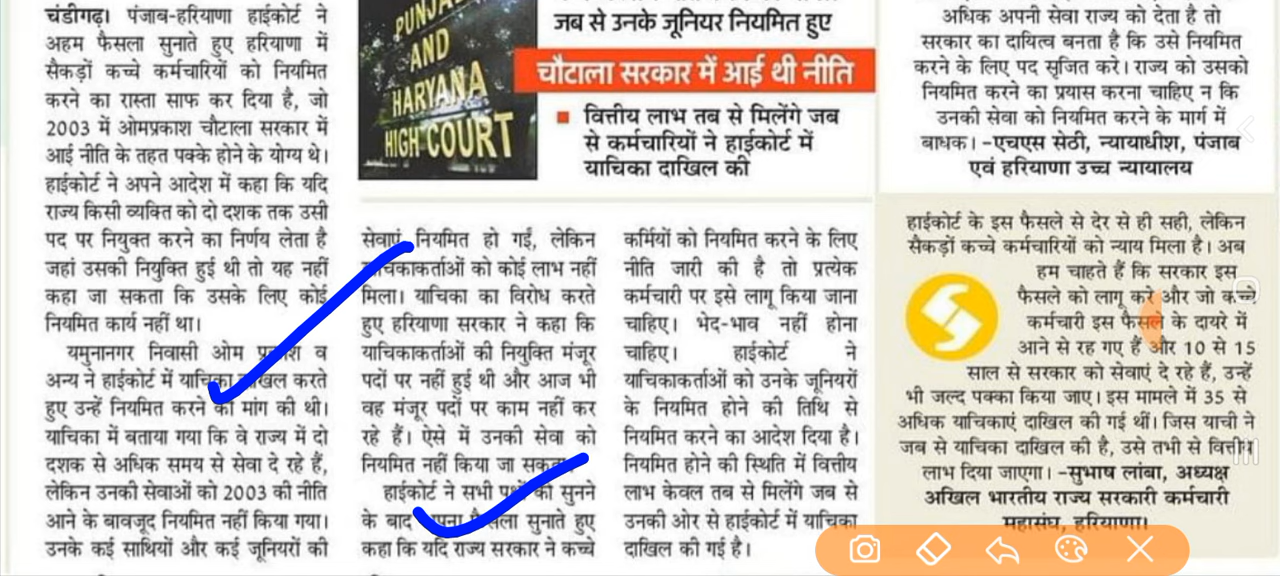 चंडीगढ़। पंजाब-हरियाणा हाईकोर्ट ने
अहम फैसला सुनाते हुए हरियाणा में
सैकड़ों कच्चे कर्मचारियों को नियमित
करने का रास्ता साफ कर दिया है, जो
2003 में ओमप्रकाश चौटाला सरकार में
आई नीति के तहत पक्के होने के योग्य थे।
हाईकोर्ट ने अपने आदेश में कहा कि यदि
राज्य किसी व्यक्ति को दो दशक तक उसी
पद पर नियुक्त करने का निर्णय लेता है
जहां उसकी नियुक्ति हुई थी तो यह नहीं
कहा जा सकता कि उसके लिए कोई
नियमित कार्य नहीं था।
यमुनानगर निवासी ओम प्रकाश व
अन्य ने हाईकोर्ट में याचिका दाखिल करते
हुए उन्हें नियमित करने की मांग की थी।
याचिका में बताया गया कि वे राज्य में दो
दशक से अधिक समय से सेवा दे रहे हैं,
लेकिन उनकी सेवाओं को 2003 की नीति
आने के बावजूद नियमित नहीं किया गया।
उनके कई साथियों और कई जूनियरों की
PUNJAB
AND
HARYANA
HIGH COURT
जब से उनके जूनियर नियमित हुए
चौटाला सरकार में आई थी नीति
■ वित्तीय लाभ तब से मिलेंगे जब
से कर्मचारियों ने हाईकोर्ट में
याचिका दाखिल की
सेवाएं नियमित हो गईं, लेकिन
याचिकाकर्ताओं को कोई लाभ नहीं
मिला। याचिका का विरोध करते
हुए हरियाणा सरकार ने कहा कि
याचिकाकर्ताओं की नियुक्ति मंजूर
पदों पर नहीं हुई थी और आज भी
वह मंजूर पदों पर काम नहीं कर
रहे हैं। ऐसे में उनकी सेवा को
नियमित नहीं किया जा सकता।
हाईकोर्ट ने सभी पक्षों को सुनने
के बाद अपना फैसला सुनाते हुए
कहा कि यदि राज्य सरकार ने कच्चे
कर्मियों को नियमित करने के लिए
नीति जारी की है तो प्रत्येक
कर्मचारी पर इसे लागू किया जाना
चाहिए। भेद-भाव नहीं होना
चाहिए। हाईकोर्ट ने
याचिकाकर्ताओं को उनके जूनियरों
के नियमित होने की तिथि से
नियमित करने का आदेश दिया है।
नियमित होने की स्थिति में वित्तीय
लाभ केवल तब से मिलेंगे जब से
उनकी ओर से हाईकोर्ट में याचिका
दाखिल की गई है।
अधिक अपनी सेवा राज्य को देता है तो
सरकार का दायित्व बनता है कि उसे नियमित
करने के लिए पद सृजित करे। राज्य को उसको
नियमित करने का प्रयास करना चाहिए न कि
उनकी सेवा को नियमित करने के मार्ग में
बाधक। –एचएस सेठी, न्यायाधीश, पंजाब
एवं हरियाणा उच्च न्यायालय
हाईकोर्ट के इस फैसले से देर से ही सही, लेकिन
सैकड़ों कच्चे कर्मचारियों को न्याय मिला है। अब
हम चाहते हैं कि सरकार इस
फैसले को लागू करे और जो कच्चे
कर्मचारी इस फैसले के दायरे में
आने से रह गए हैं और 10 से 15
साल से सरकार को सेवाएं दे रहे हैं, उन्हें
भी जल्द पक्का किया जाए। इस मामले में 35 से
अधिक याचिकाएं दाखिल की गई थीं। जिस याची ने
जब से याचिका दाखिल की है, उसे तभी से वित्तीय
लाभ दिया जाएगा। –सुभाष लांबा, अध्यक्ष
अखिल भारतीय राज्य सरकारी कर्मचारी
महासंघ, हरियाणा।